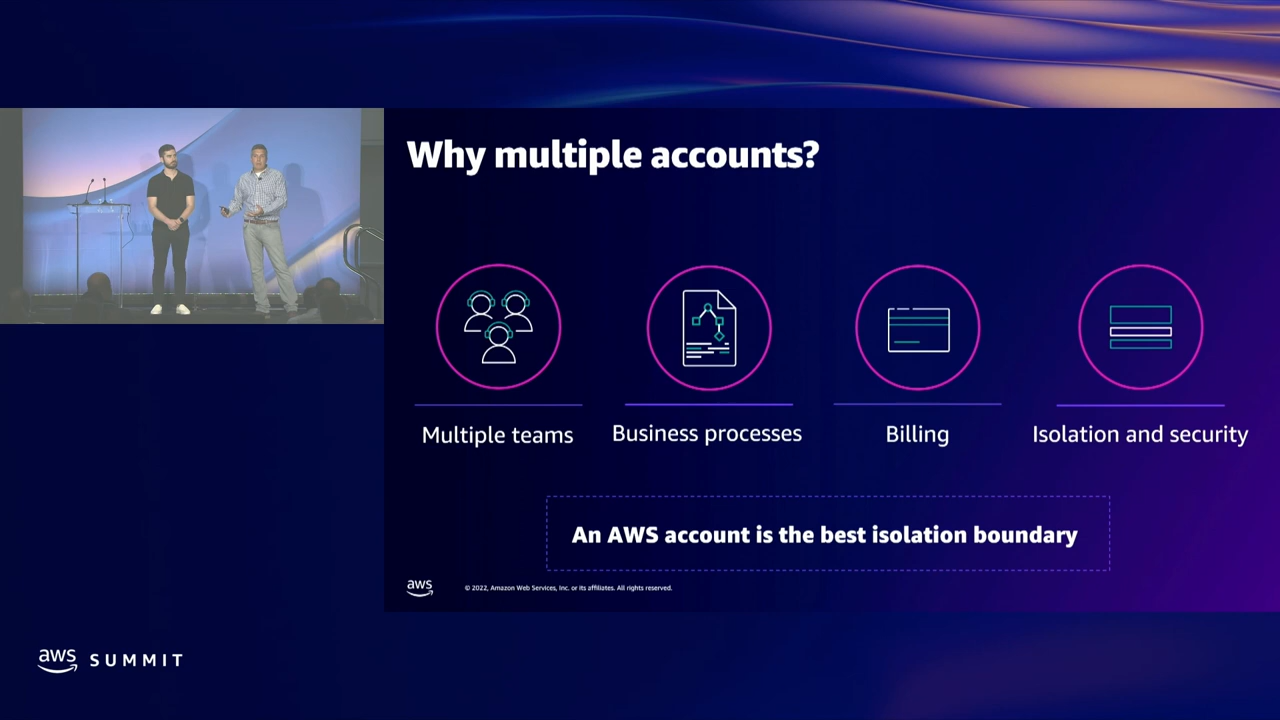 Why multiple accounts?
Multiple teams
Business processes
Billing
Isolation and security
An AWS account is the best isolation boundary
aws
© 2022, Amazon Web Services, Inc. or its affiliates. All rights reserved.
aws SUMMIT